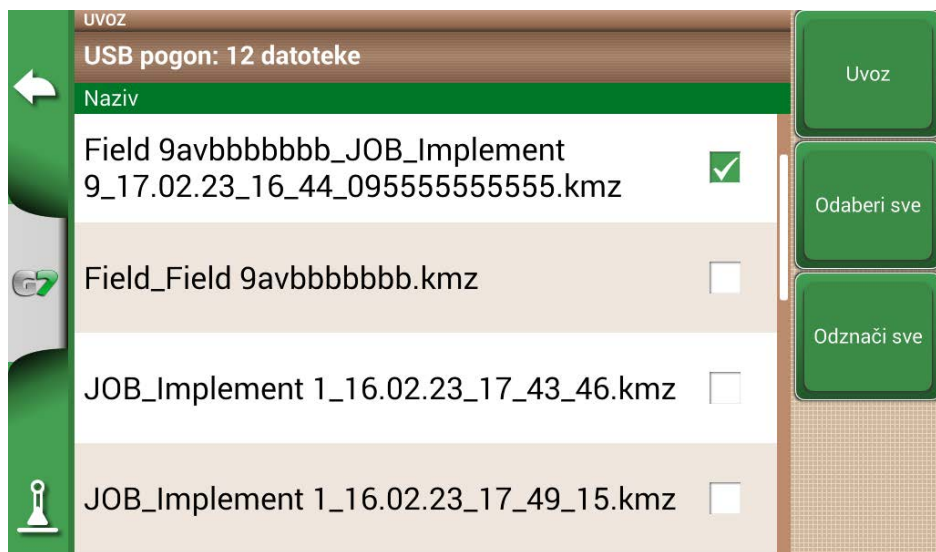 UVOZ
USB pogon: 12 datoteke
Naziv
Field 9avbbbbbbb_JOB_Implement
9_17.02.23_16_44_095555555555.kmz
Field_Field 9avbbbbbbb.kmz
JOB_Implement 1_16.02.23_17_43_46.kmz
JOB_Implement 1_16.02.23_17_49_15.kmz
G7
Uvoz
Odaberi sve
Odznači sve